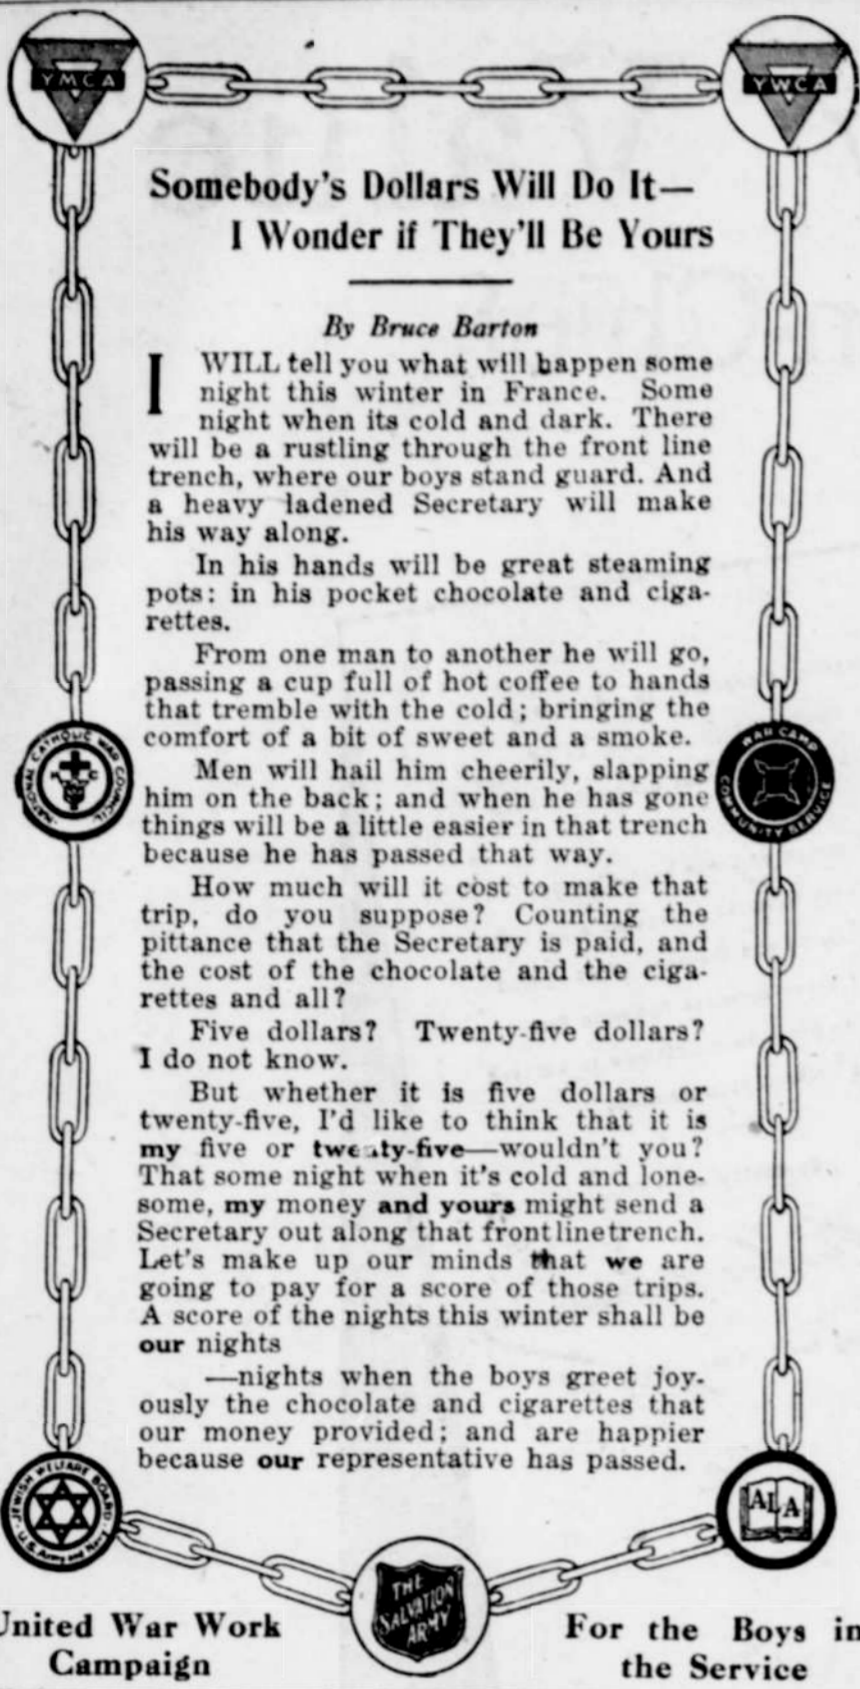 YMCA
YWCA
Somebody's Dollars Will Do It—
I Wonder if They'll Be Yours
By Bruce Barton
I WILL tell you what will happen some
night this winter in France. Some
night when its cold and dark. There
will be a rustling through the front line
trench, where our boys stand guard. And
a heavy ladened Secretary will make
his way along.
In his hands will be great steaming
pots: in his pocket chocolate and ciga-
rettes.
From one man to another he will go,
passing a cup full of hot coffee to hands
that tremble with the cold; bringing the
comfort of a bit of sweet and a smoke.
NATIONAL CATHOLIC WAR COUNCIL
WAR CAMP COMMUNITY SERVICE
Men will hail him cheerily, slapping
him on the back; and when he has gone
things will be a little easier in that trench
because he has passed that way.
How much will it cost to make that
trip, do you suppose? Counting the
pittance that the Secretary is paid, and
the cost of the chocolate and the ciga-
rettes and all?
Five dollars? Twenty-five dollars?
I do not know.
But whether it is five dollars or
twenty-five, I'd like to think that it is
my five or twenty-five—wouldn't you?
That some night when it's cold and lone-
some, my money and yours might send a
Secretary out along that front line trench.
Let's make up our minds that we are
going to pay for a score of those trips.
A score of the nights this winter shall be
our nights
—nights when the boys greet joy-
ously the chocolate and cigarettes that
our money provided; and are happier
because our representative has passed.
JEWISH WELFARE BOARD
U.S. Army and Navy
ALA
THE
SALVATION
ARMY
United War Work
Campaign
For the Boys in
the Service